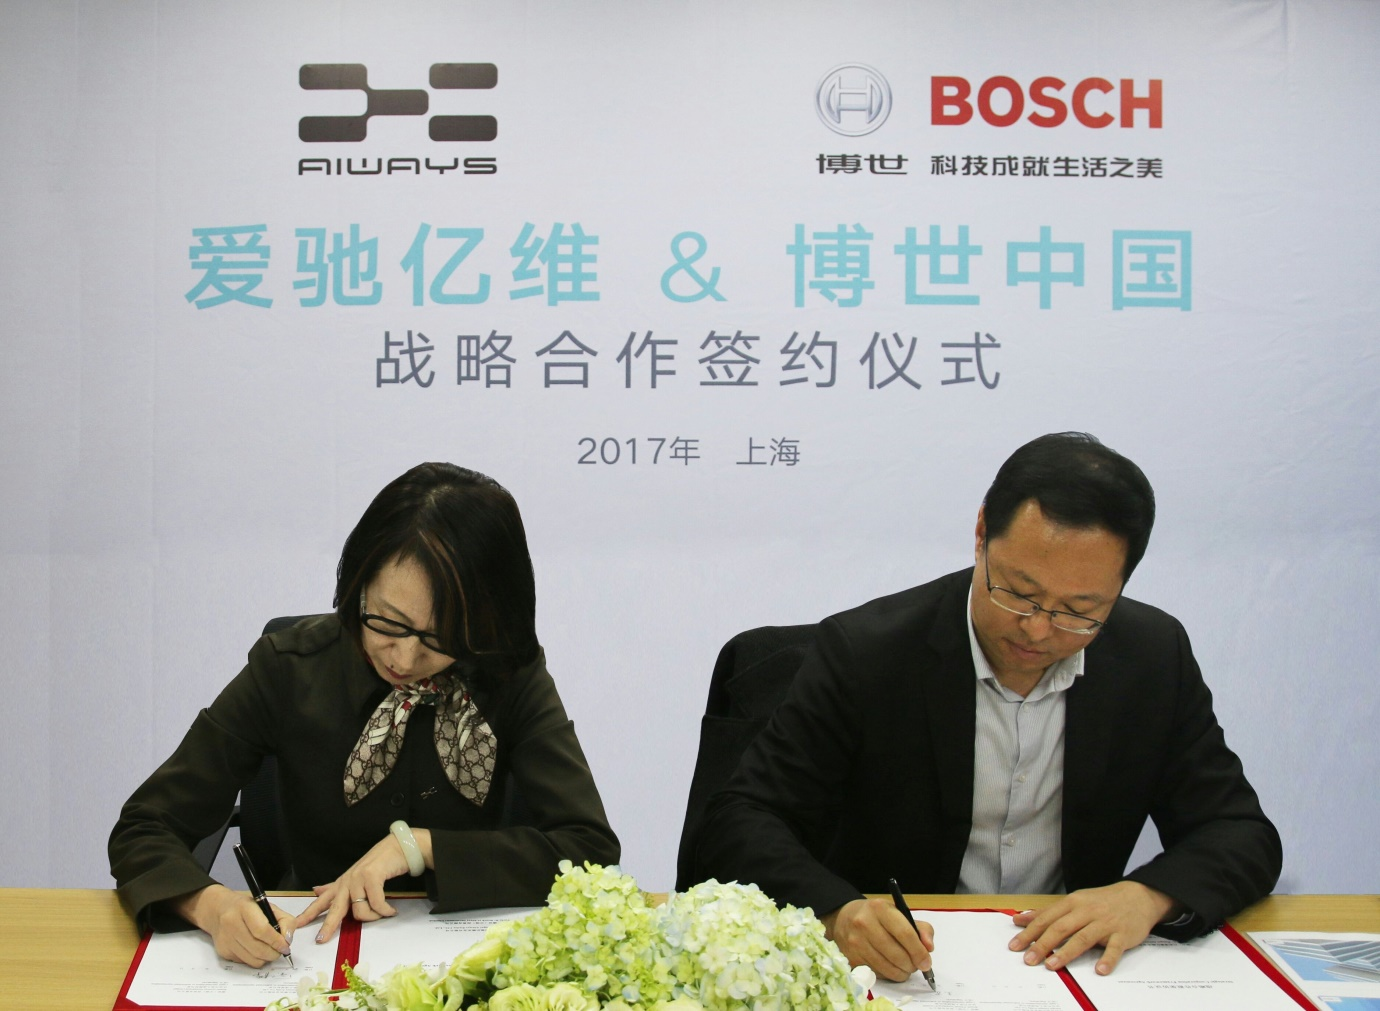 AIWAYS
BOSCH
博世 科技成就生活之美
爱驰亿维 & 博世中国
战略合作签约仪式
2017年 上海